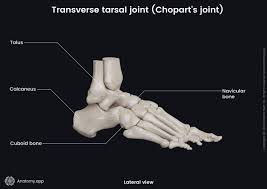 Transverse tarsal joint (Chopart's joint)
Talus
Calcaneus
Navicular
bone
Cuboid bone
Anatomy.app
Lateral view